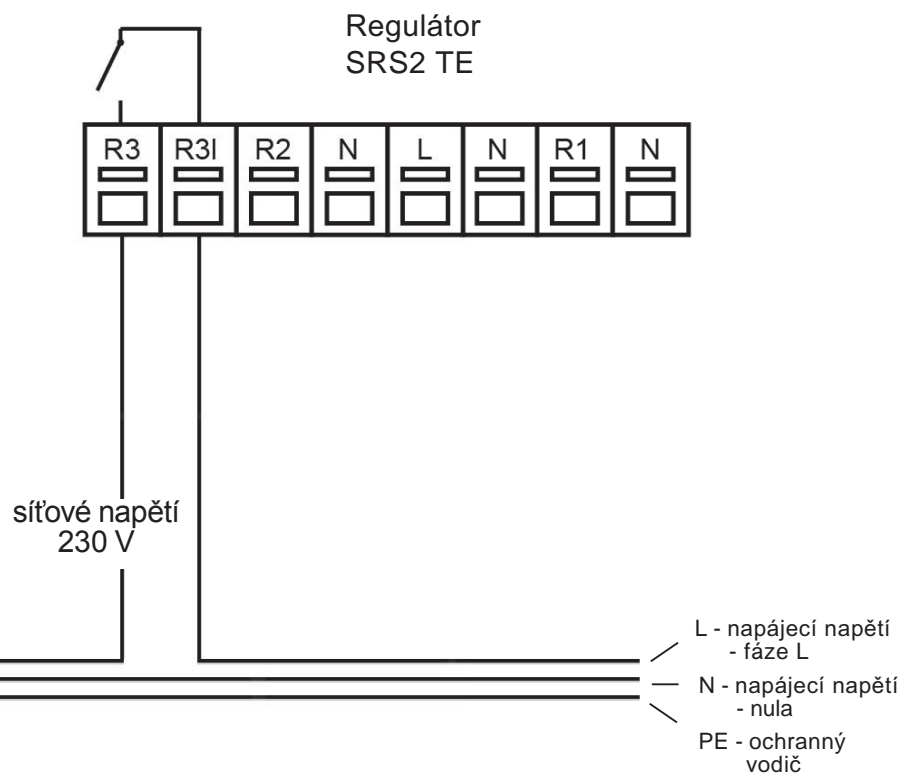 Regulátor
SRS2 TE
R3 R3I R2 N L N R1 N
síťové napětí
230 V
L - napájecí napětí
- fáze L
N - napájecí napětí
- nula
PE - ochranný
vodič